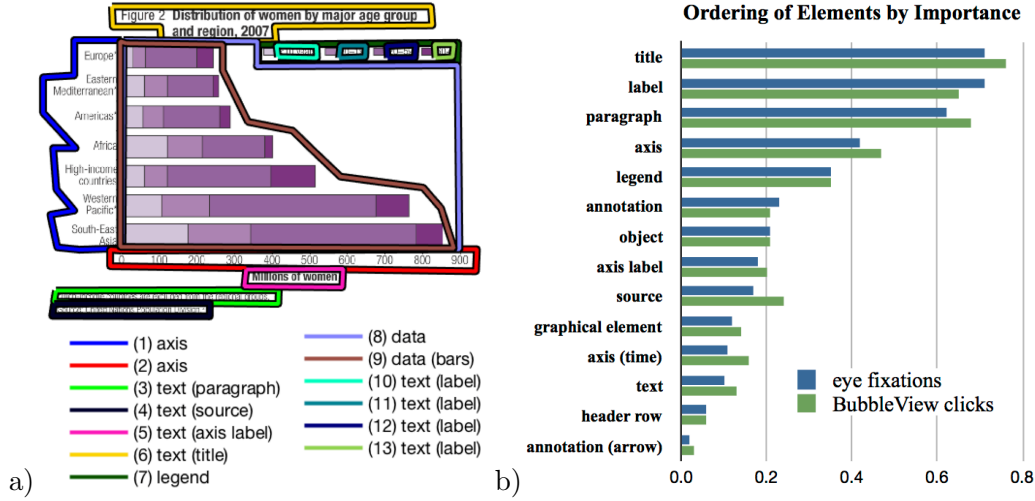 Figure 2 Distribution of women by major age group
and region, 2007
Europe*
Eastern
Mediterranean*
Americas*
Africa
High-income
countries
Western
Pacific*
South-East
Asia
0 100 200 300 400 500 600 700 800 900
Millions of women
(1) axis
(2) axis
(3) text (paragraph)
(4) text (source)
(5) text (axis label)
(6) text (title)
(7) legend
(8) data
(9) data (bars)
(10) text (label)
(11) text (label)
(12) text (label)
(13) text (label)
a)
Ordering of Elements by Importance
title
label
paragraph
axis
legend
annotation
object
axis label
source
graphical element
axis (time)
text
header row
annotation (arrow)
eye fixations
BubbleView clicks
0.0 0.2 0.4 0.6 0.8
b)